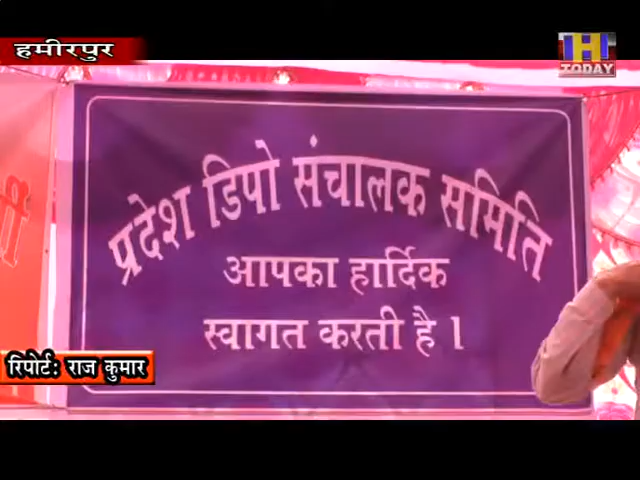 हमीरपुर
H
TODAY
प्रदेश डिपो संचालक समिति
आपका हार्दिक
स्वागत करती है।
रिपोर्ट: राज कुमार